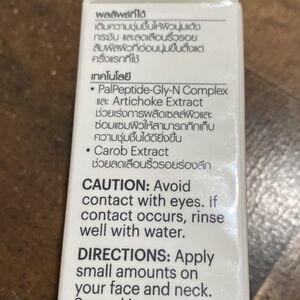 ผลลัพธ์ที่ได้
เติมความชุ่มชื้นให้ผิวนุ่มเด้ง
กระชับ และลดเลือนริ้วรอย
สัมผัสผิวที่อ่อนนุ่มขึ้นตั้งแต่
ครั้งแรกที่ใช้
เทคโนโลยี
• PalPeptide-Gly-N Complex
และ Artichoke Extract
ช่วยเร่งการผลัดเซลล์ผิวและ
ซ่อมแซมผิวให้สามารถกักเก็บ
ความชุ่มชื้นได้ดียิ่งขึ้น
• Carob Extract
ช่วยลดเลือนริ้วรอยร่องลึก
CAUTION: Avoid
contact with eyes. If
contact occurs, rinse
well with water.
DIRECTIONS: Apply
small amounts on
your face and neck.